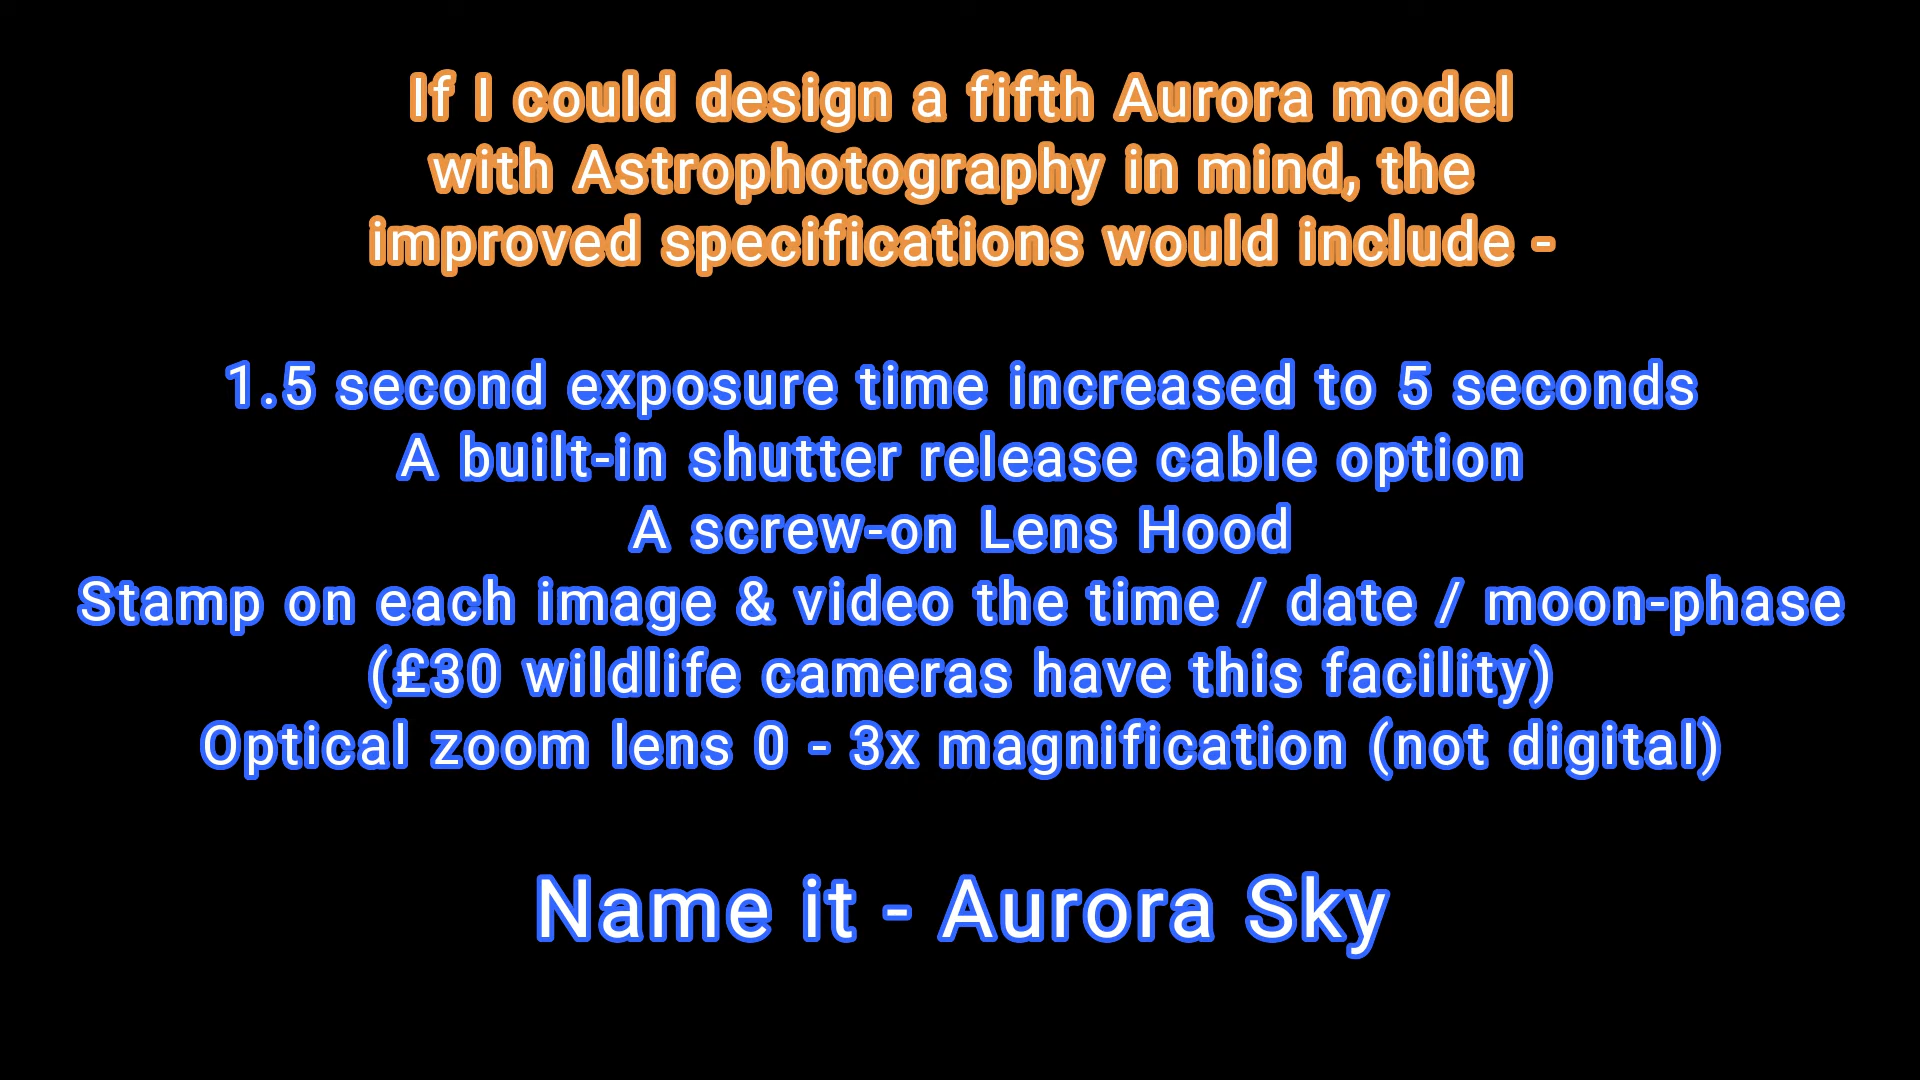 If I could design a fifth Aurora model
with Astrophotography in mind, the
improved specifications would include -
1.5 second exposure time increased to 5 seconds
A built-in shutter release cable option
A screw-on Lens Hood
Stamp on each image & video the time / date / moon-phase
(£30 wildlife cameras have this facility)
Optical zoom lens 0 - 3x magnification (not digital)
Name it - Aurora Sky